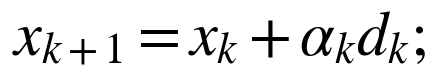 x_{k+1} = x_k + α_k d_k;